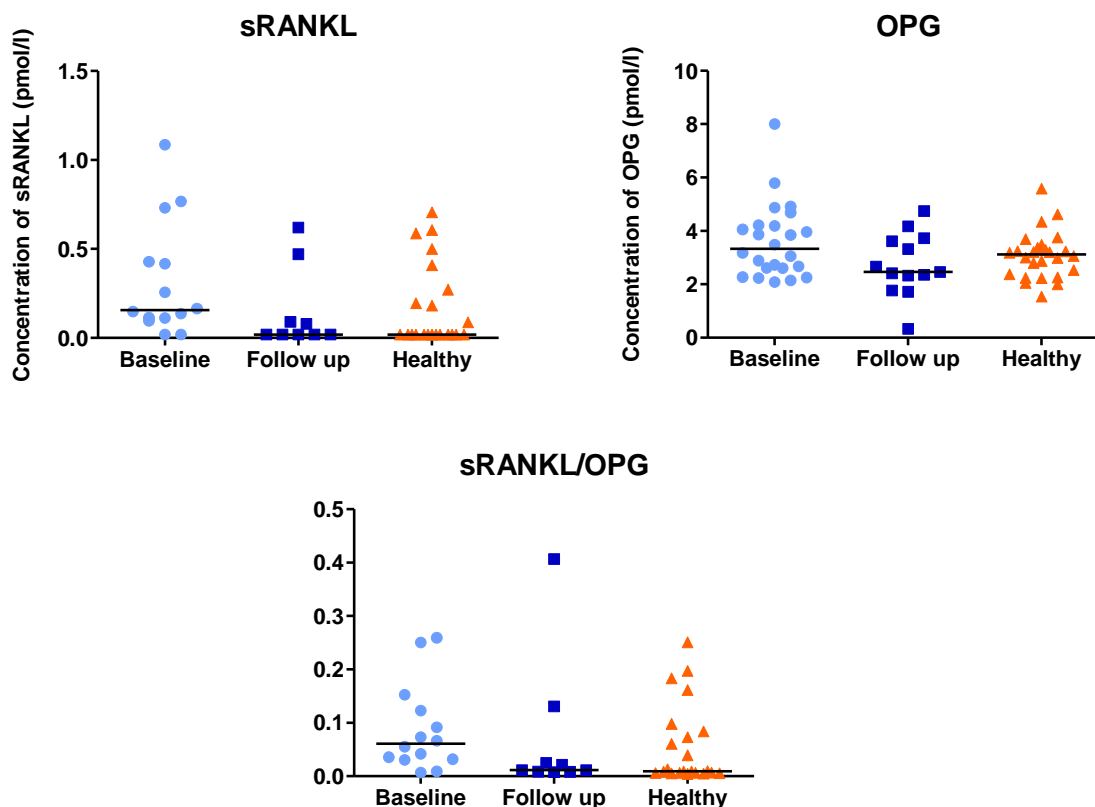 sRANKL
Concentration of sRANKL (pmol/l)
1.5
1.0
0.5
0.0
Baseline Follow up Healthy
OPG
Concentration of OPG (pmol/l)
10
8
6
4
2
0
Baseline Follow up Healthy
sRANKL/OPG
0.5
0.4
0.3
0.2
0.1
0.0
Baseline Follow up Healthy